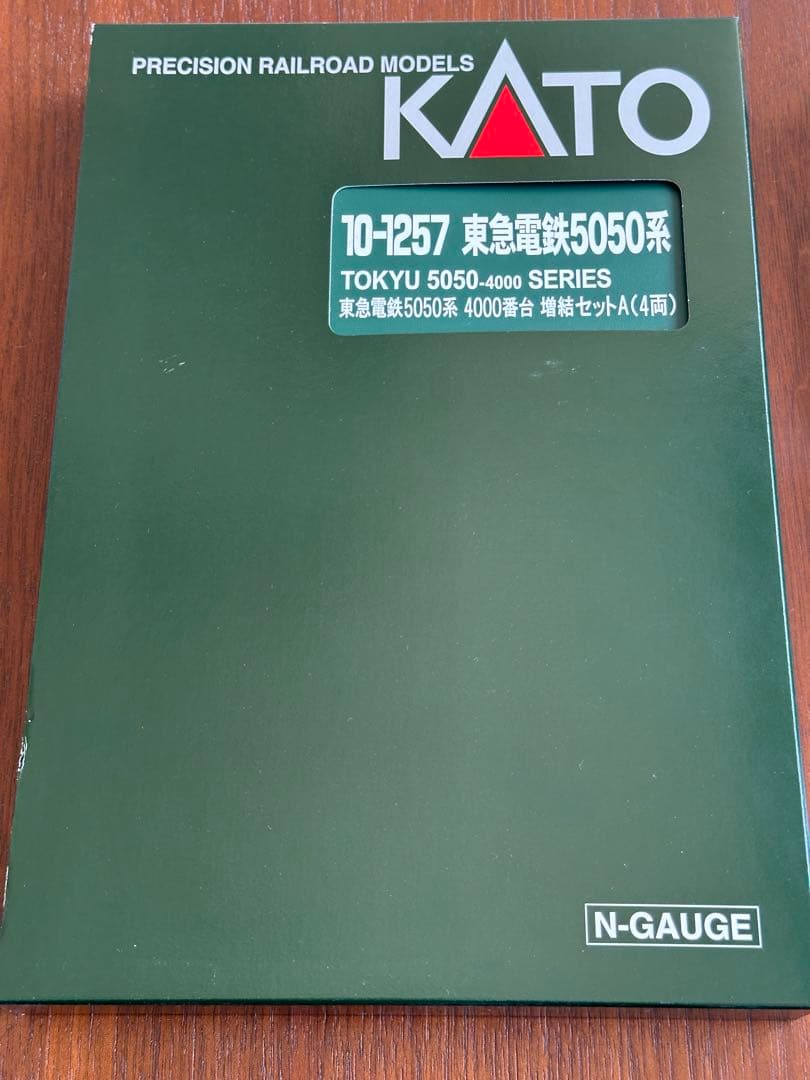 PRECISION RAILROAD MODELS
KATO
10-1257 東急電鉄5050系
TOKYU 5050-4000 SERIES
東急電鉄5050系 4000番台 増結セットA(4両)
N-GAUGE